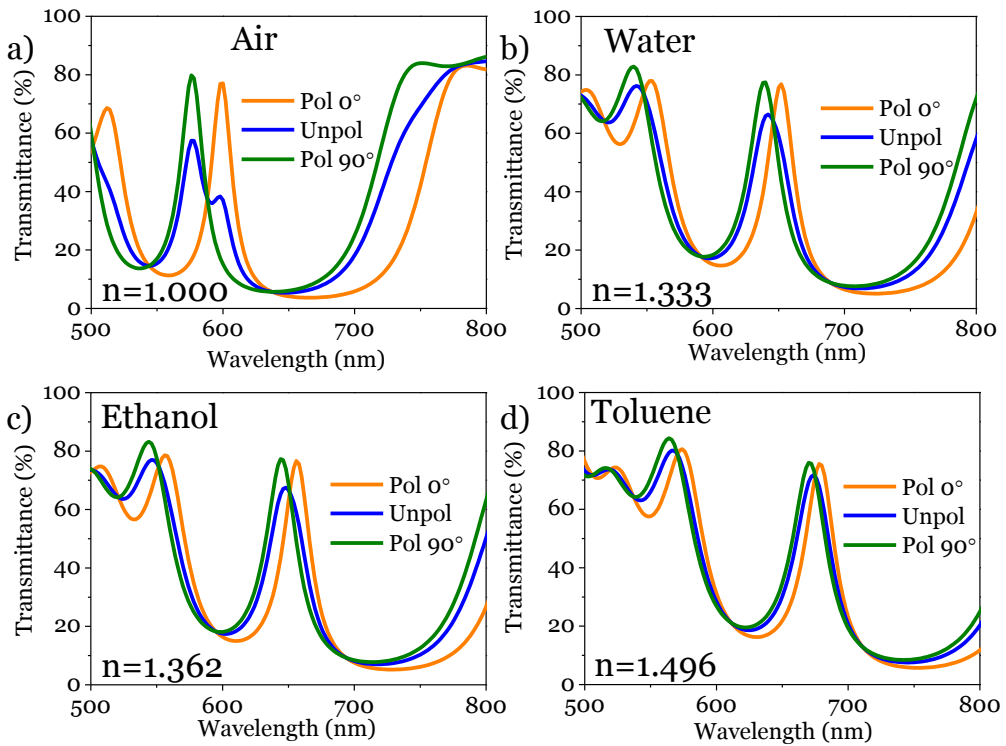 a)
Air
Transmittance (%)
100
80
60
40
20
0
Pol 0°
Unpol
Pol 90°
n=1.000
500
600
700
800
Wavelength (nm)
b)
Water
Transmittance (%)
100
80
60
40
20
0
Pol 0°
Unpol
Pol 90°
n=1.333
500
600
700
800
Wavelength (nm)
c)
Ethanol
Transmittance (%)
100
80
60
40
20
0
Pol 0°
Unpol
Pol 90°
n=1.362
500
600
700
800
Wavelength (nm)
d)
Toluene
Transmittance (%)
100
80
60
40
20
0
Pol 0°
Unpol
Pol 90°
n=1.496
500
600
700
800
Wavelength (nm)